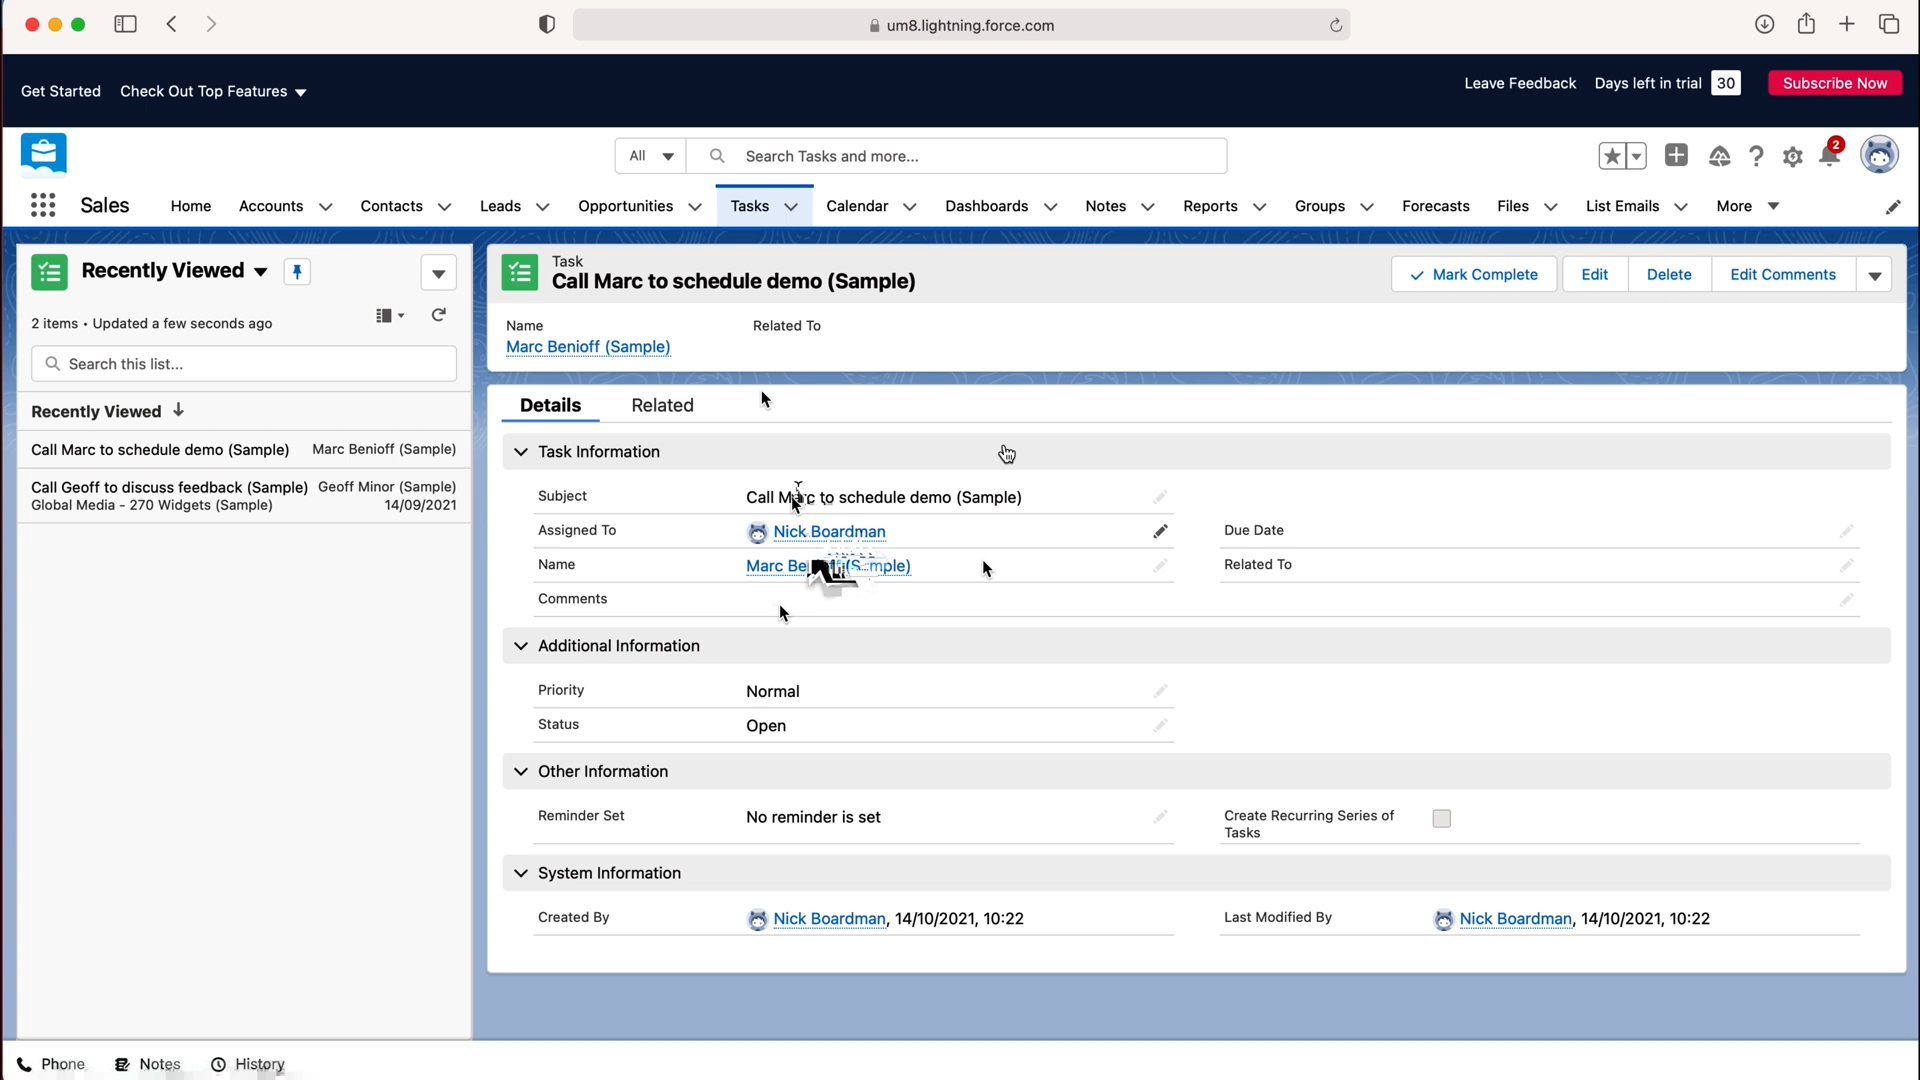 um8.lightning.force.com
Get Started Check Out Top Features
Leave Feedback Days left in trial 30 Subscribe Now
All Search Tasks and more...
2
Sales Home Accounts Contacts Leads Opportunities Tasks Calendar Dashboards Notes Reports Groups Forecasts Files List Emails More
Recently Viewed
2 items • Updated a few seconds ago
Search this list...
Recently Viewed
Call Marc to schedule demo (Sample) Marc Benioff (Sample)
Call Geoff to discuss feedback (Sample) Geoff Minor (Sample)
Global Media - 270 Widgets (Sample) 14/09/2021
Task
Call Marc to schedule demo (Sample)
Mark Complete Edit Delete Edit Comments
Name Related To
Marc Benioff (Sample)
Details Related
Task Information
Subject Call Marc to schedule demo (Sample)
Assigned To Nick Boardman Due Date
Name Marc Benioff (Sample) Related To
Comments
Additional Information
Priority Normal
Status Open
Other Information
Reminder Set No reminder is set Create Recurring Series of
Tasks
System Information
Created By Nick Boardman, 14/10/2021, 10:22 Last Modified By Nick Boardman, 14/10/2021, 10:22
Phone Notes History